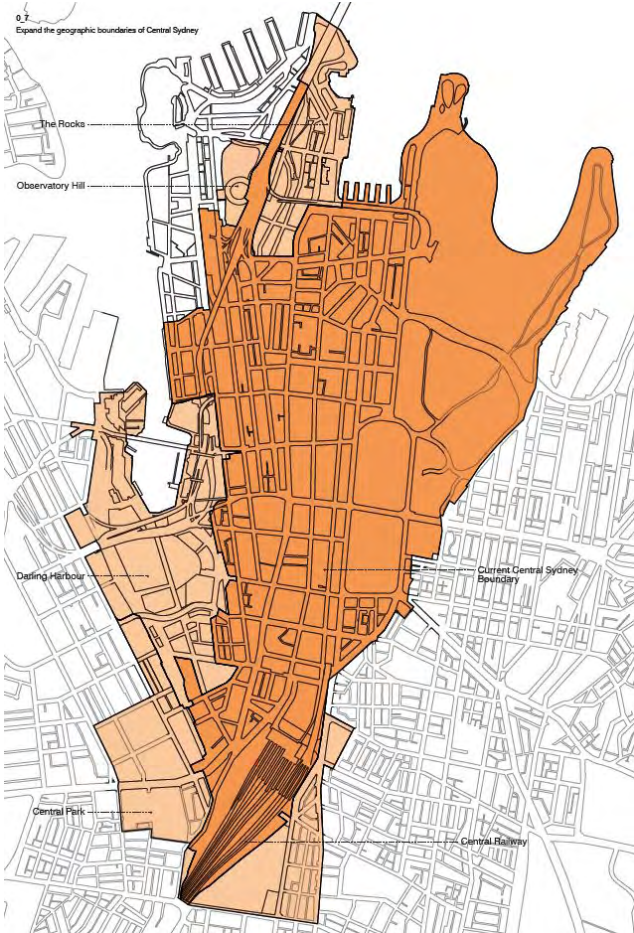 0_7
Expand the geographic boundaries of Central Sydney
The Rocks
Observatory Hill
Darling Harbour
Current Central Sydney
Boundary
Central Park
Central Railway